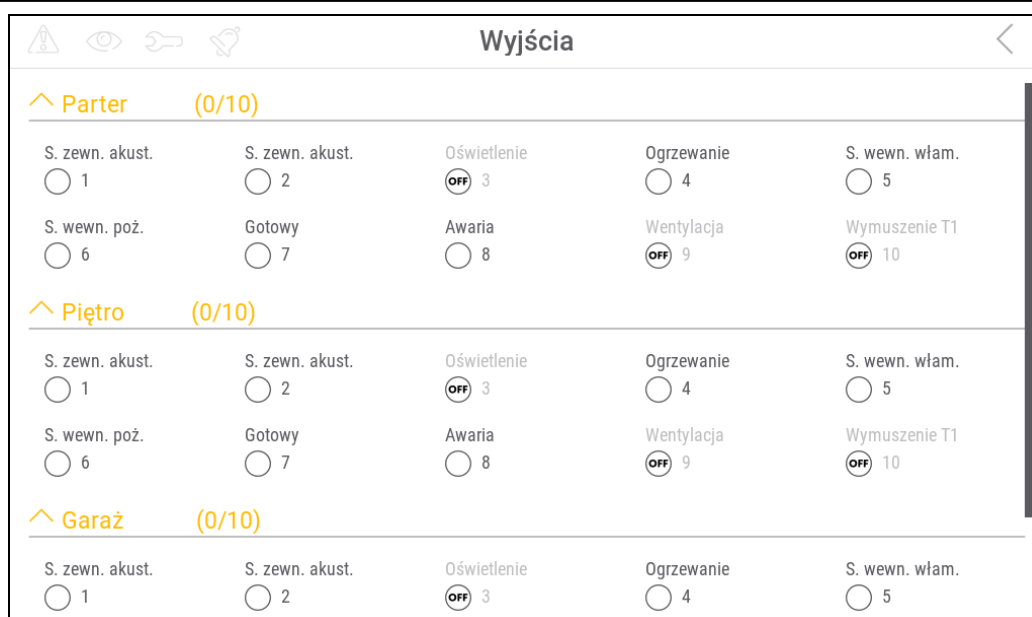 Wyjścia
Parter (0/10)
S. zewn. akust. S. zewn. akust. Oświetlenie Ogrzewanie S. wewn. włam.
1 2 OFF 3 4 5
S. wewn. poż. Gotowy Awaria Wentylacja Wymuszenie T1
6 7 8 OFF 9 OFF 10
Piętro (0/10)
S. zewn. akust. S. zewn. akust. Oświetlenie Ogrzewanie S. wewn. włam.
1 2 OFF 3 4 5
S. wewn. poż. Gotowy Awaria Wentylacja Wymuszenie T1
6 7 8 OFF 9 OFF 10
Garaż (0/10)
S. zewn. akust. S. zewn. akust. Oświetlenie Ogrzewanie S. wewn. włam.
1 2 OFF 3 4 5